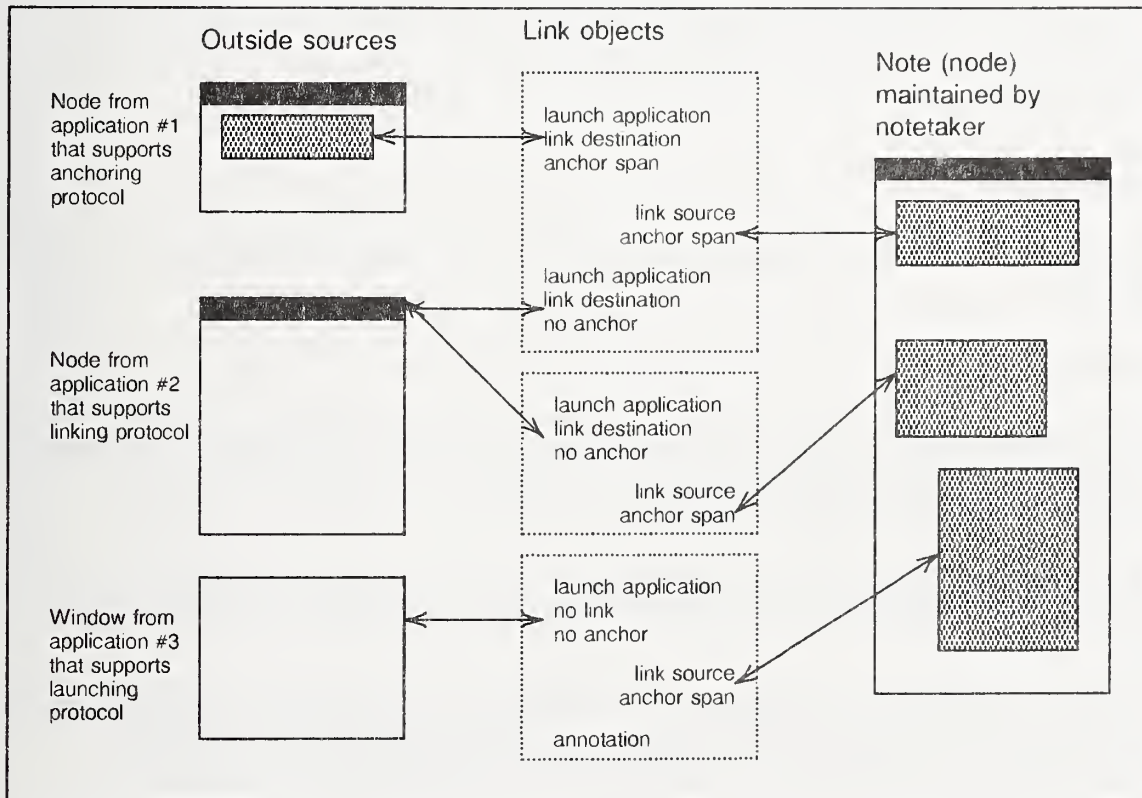 Outside sources
Link objects
Note (node)
maintained by
notetaker
Node from
application #1
that supports
anchoring
protocol
launch application
link destination
anchor span
link source
anchor span
launch application
link destination
no anchor
Node from
application #2
that supports
linking protocol
launch application
link destination
no anchor
link source
anchor span
Window from
application #3
that supports
launching
protocol
launch application
no link
no anchor
link source
anchor span
annotation